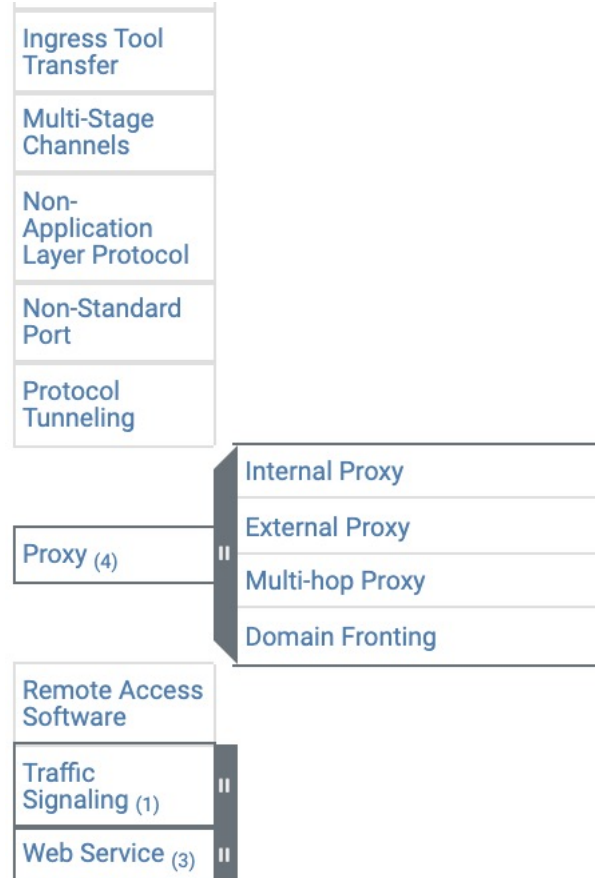 Ingress Tool
Transfer
Multi-Stage
Channels
Non-
Application
Layer Protocol
Non-Standard
Port
Protocol
Tunneling
Proxy (4)
Internal Proxy
External Proxy
Multi-hop Proxy
Domain Fronting
Remote Access
Software
Traffic
Signaling (1)
Web Service (3)